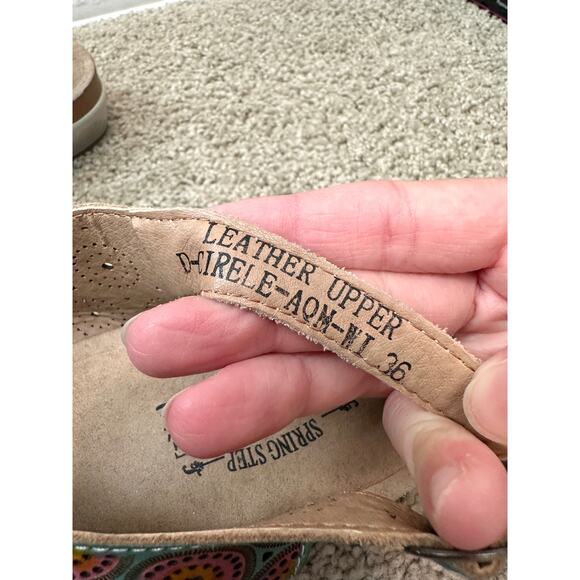 LEATHER UPPER
D-CIRELE-AQM-WI 36
SPRING STEP